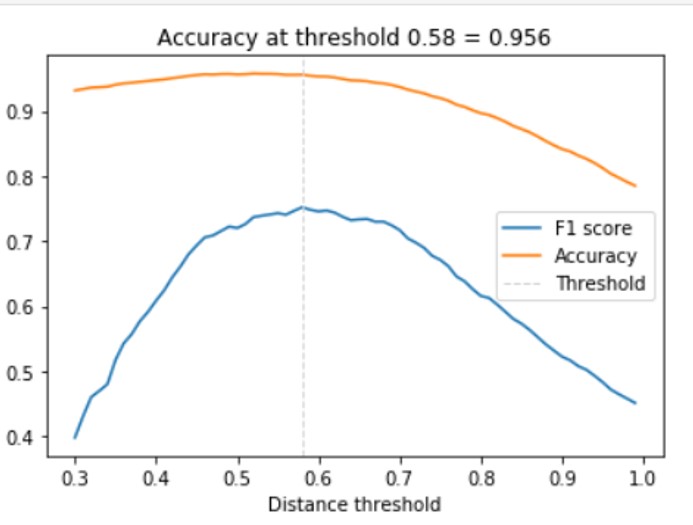 Accuracy at threshold 0.58 = 0.956
0.9
0.8
0.7
0.6
0.5
0.4
F1 score
Accuracy
Threshold
0.3 0.4 0.5 0.6 0.7 0.8 0.9 1.0
Distance threshold